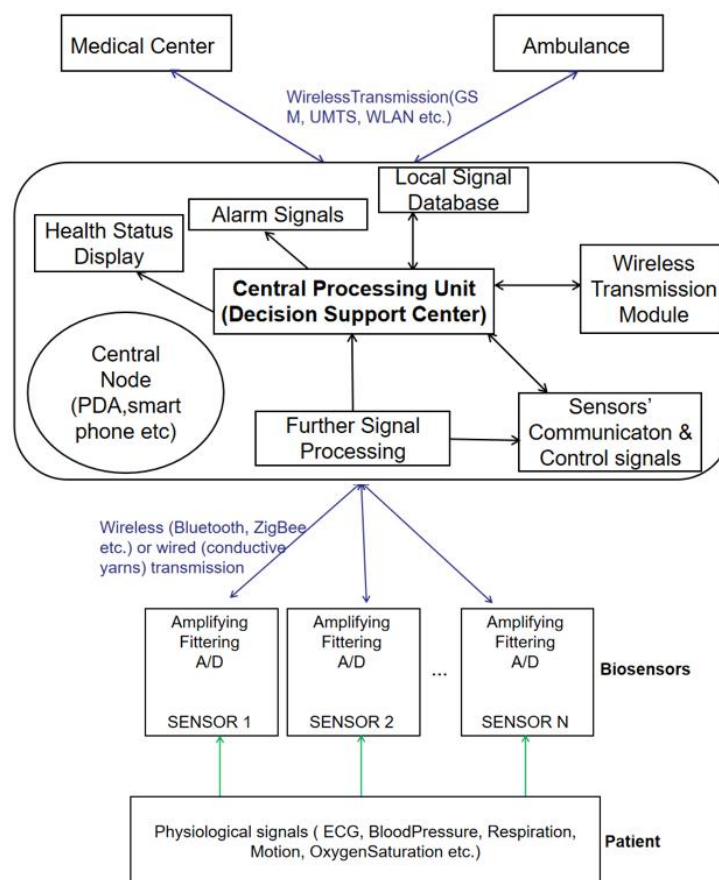 Medical Center
Ambulance
WirelessTransmission(GS
M, UMTS, WLAN etc.)
Local Signal
Database
Alarm Signals
Health Status
Display
Central Processing Unit
(Decision Support Center)
Wireless
Transmission
Module
Central
Node
(PDA,smart
phone etc)
Further Signal
Processing
Sensors'
Communicaton &
Control signals
Wireless (Bluetooth, ZigBee
etc.) or wired (conductive
yarns) transmission
Amplifying
Fittering
A/D
SENSOR 1
Amplifying
Fittering
A/D
SENSOR 2
...
Amplifying
Fittering
A/D
SENSOR N
Biosensors
Physiological signals ( ECG, BloodPressure, Respiration,
Motion, OxygenSaturation etc.)
Patient